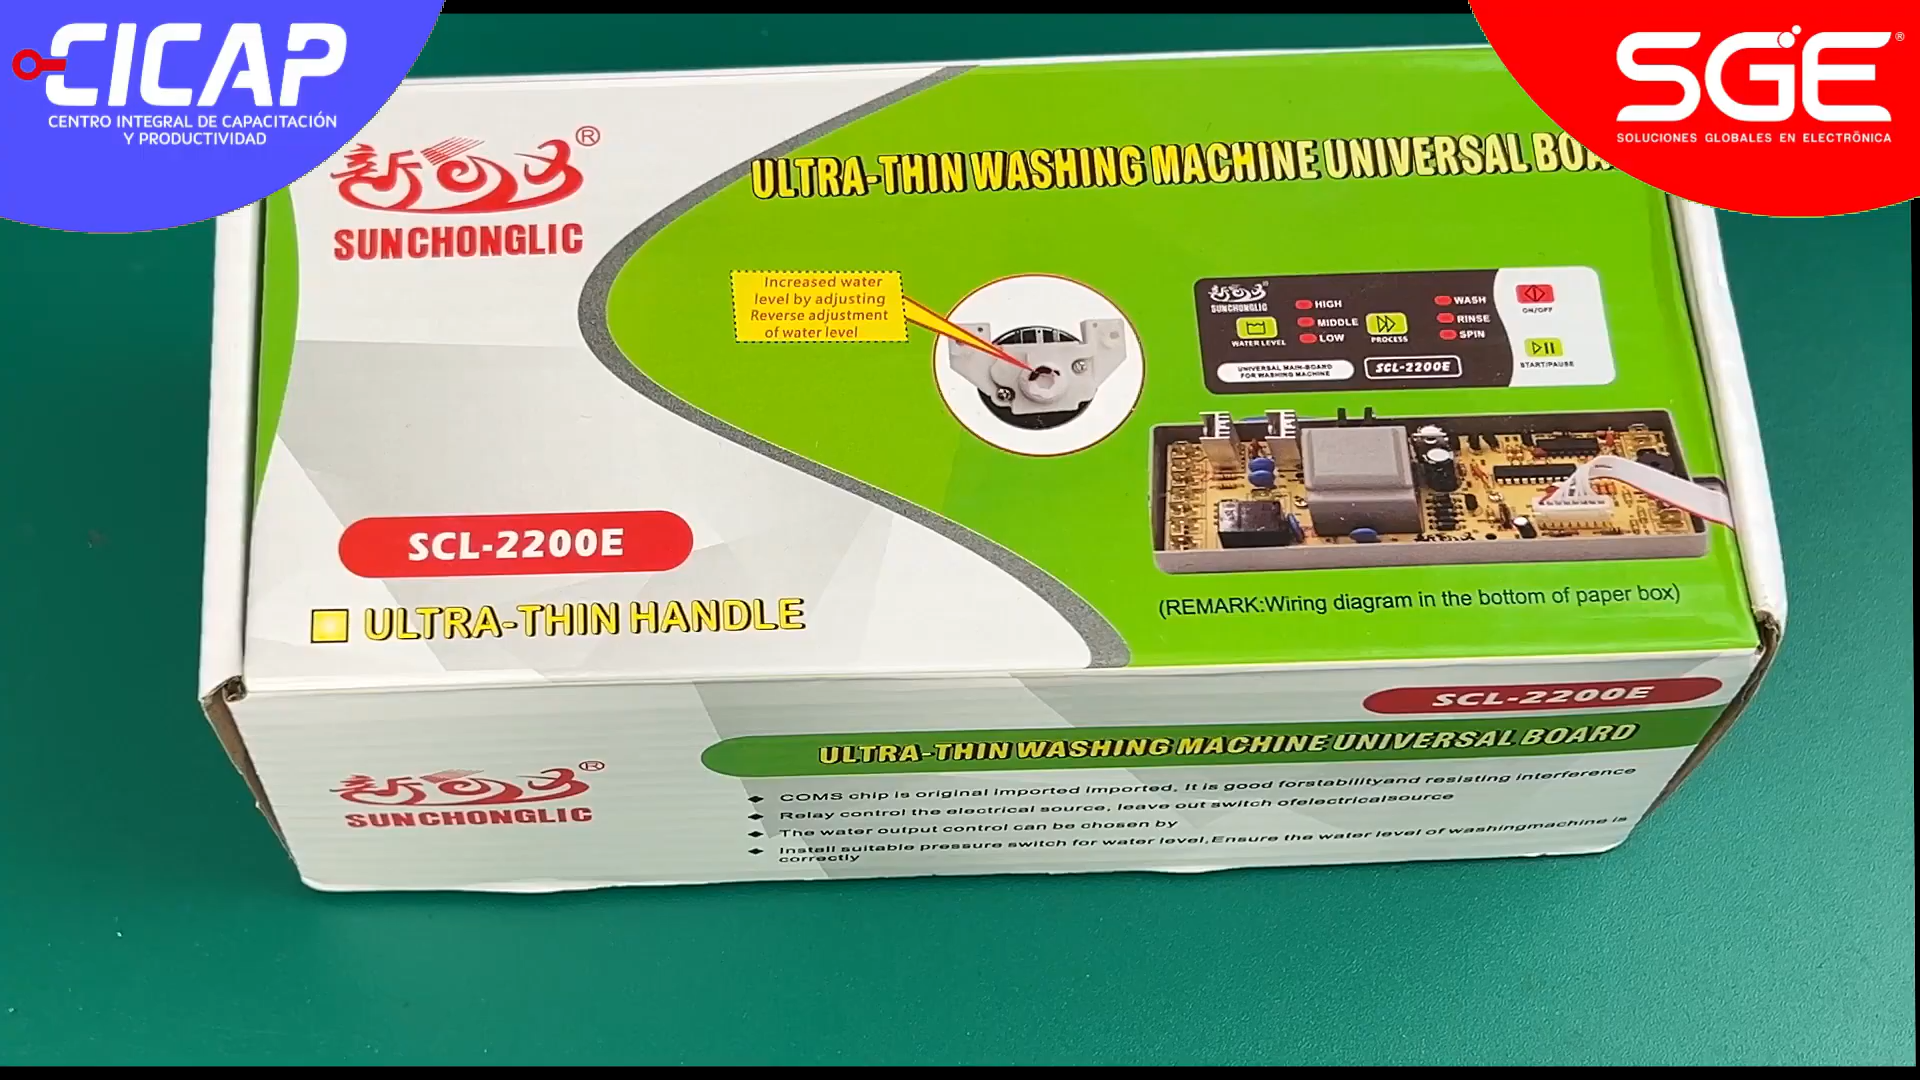 CICAP
CENTRO INTEGRAL DE CAPACITACIÓN
Y PRODUCTIVIDAD
SGE®
SOLUCIONES GLOBALES EN ELECTRÓNICA
®
SUNCHONGLIC
ULTRA-THIN WASHING MACHINE UNIVERSAL
Increased water
level by adjusting
Reverse adjustment
of water level
SUNCHONGLIC
WATER LEVEL
HIGH
MIDDLE
LOW
PROCESS
WASH
RINSE
SPIN
ON/OFF
START/PAUSE
UNIVERSAL MAIN-BOARD
FOR WASHING MACHINE
SCL-2200E
SCL-2200E
ULTRA-THIN HANDLE
(REMARK:Wiring diagram in the bottom of paper box)
SCL-2200E
®
SUNCHONGLIC
ULTRA-THIN WASHING MACHINE UNIVERSAL BOARD
◆ COMS chip is original imported imported, It is good forstabilityand resisting interference
◆ Relay control the electrical source, leave out switch ofelectricalsource
◆ The water output control can be chosen by
◆ Install suitable pressure switch for water level,Ensure the water level of washingmachine is
correctly